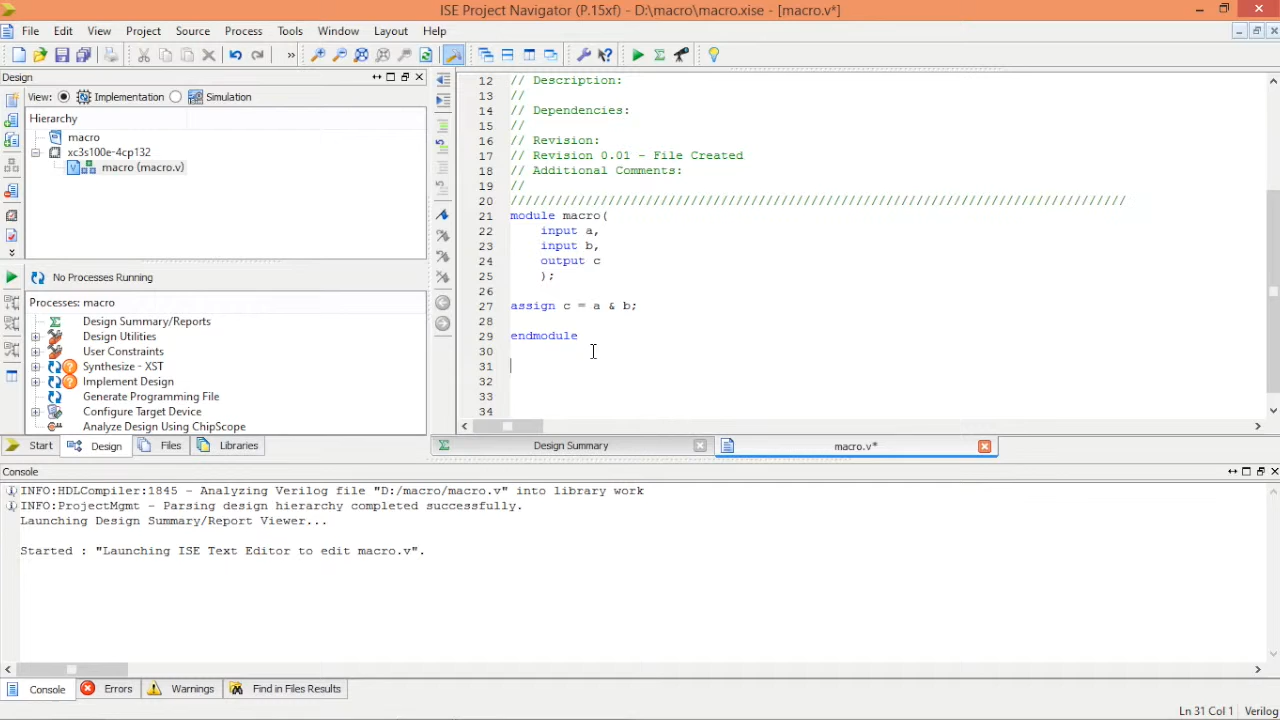 ISE Project Navigator (P.15xf) - D:\macro\macro.xise - [macro.v*]
File Edit View Project Source Process Tools Window Layout Help
Design
View: Implementation Simulation
Hierarchy
macro
xc3s100e-4cp132
macro (macro.v)
No Processes Running
Processes: macro
Design Summary/Reports
Design Utilities
User Constraints
Synthesize - XST
Implement Design
Generate Programming File
Configure Target Device
Analyze Design Using ChipScope
Start Design Files Libraries
12 // Description:
13 //
14 // Dependencies:
15 //
16 // Revision:
17 // Revision 0.01 - File Created
18 // Additional Comments:
19 //
20 //////////////////////////////////////////////////////////////////////////////////
21 module macro(
22 input a,
23 input b,
24 output c
25 );
26
27 assign c = a & b;
28
29 endmodule
30
31
32
33
34
Design Summary macro.v*
Console
INFO:HDLCompiler:1845 - Analyzing Verilog file "D:/macro/macro.v" into library work
INFO:ProjectMgmt - Parsing design hierarchy completed successfully.
Launching Design Summary/Report Viewer...
Started : "Launching ISE Text Editor to edit macro.v".
Console Errors Warnings Find in Files Results
Ln 31 Col 1 Verilog